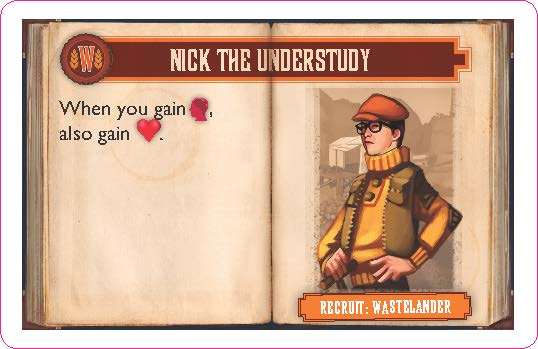 W
NICK THE UNDERSTUDY
When you gain ,
also gain .
RECRUIT: WASTELANDER